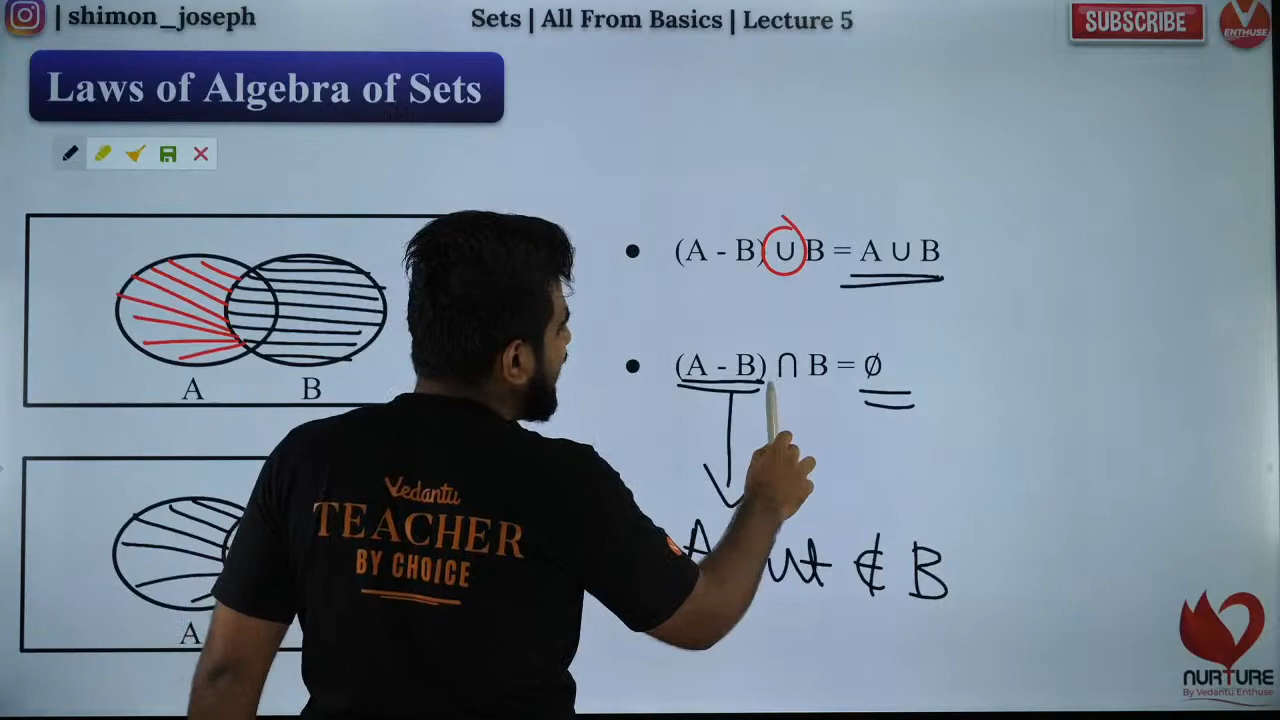 | shimon_joseph
Sets | All From Basics | Lecture 5
SUBSCRIBE
ENTHUSE
Laws of Algebra of Sets
(A - B) ∪ B = A ∪ B
A B
(A - B) ∩ B = ∅
A
∉ B
A
Vedantu
TEACHER
BY CHOICE
NURTURE
By Vedantu Enthuse